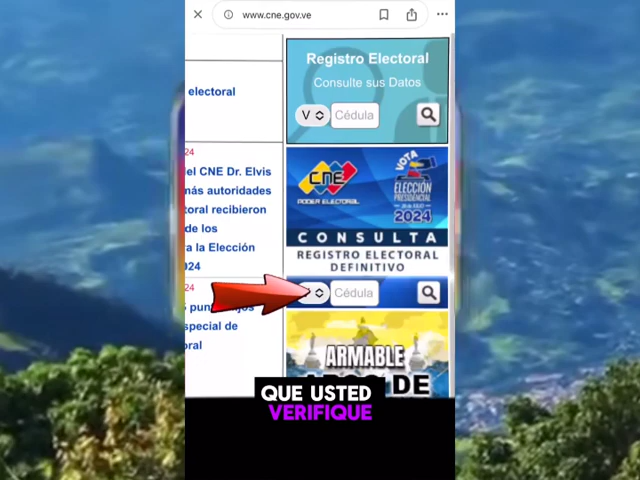 www.cne.gov.ve
Registro Electoral
Consulte sus Datos
V
Cédula
electoral
24
el CNE Dr. Elvis
más autoridades
toral recibieron
de los
a la Elección
024
CNE
PODER ELECTORAL
VOTA
ELECCIÓN
PRESIDENCIAL
2024
CONSULTA
REGISTRO ELECTORAL
DEFINITIVO
24
Cédula
special de
oral
ARMABLE
DE
QUE USTED
VERIFIQUE